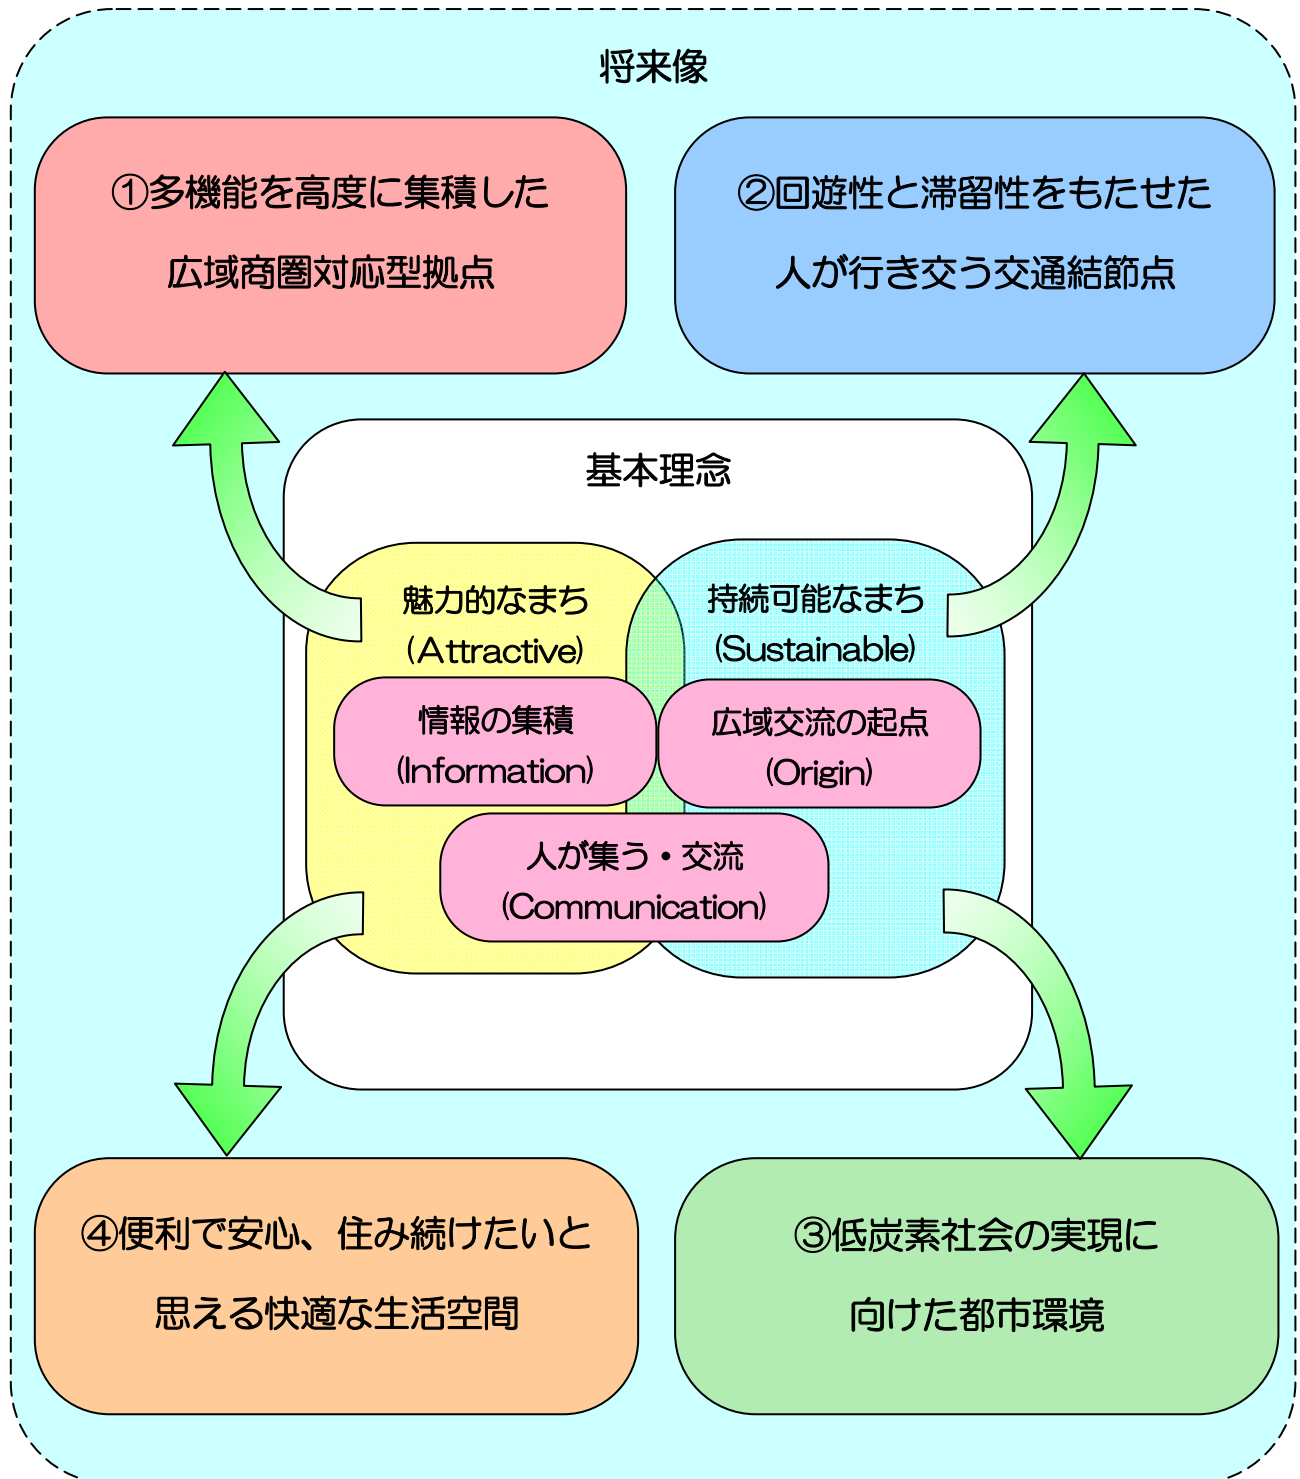 将来像
①多機能を高度に集積した
広域商圏対応型拠点
②回遊性と滞留性をもたせた
人が行き交う交通結節点
基本理念
魅力的なまち
(Attractive)
持続可能なまち
(Sustainable)
情報の集積
(Information)
広域交流の起点
(Origin)
人が集う・交流
(Communication)
④便利で安心、住み続けたいと
思える快適な生活空間
③低炭素社会の実現に
向けた都市環境